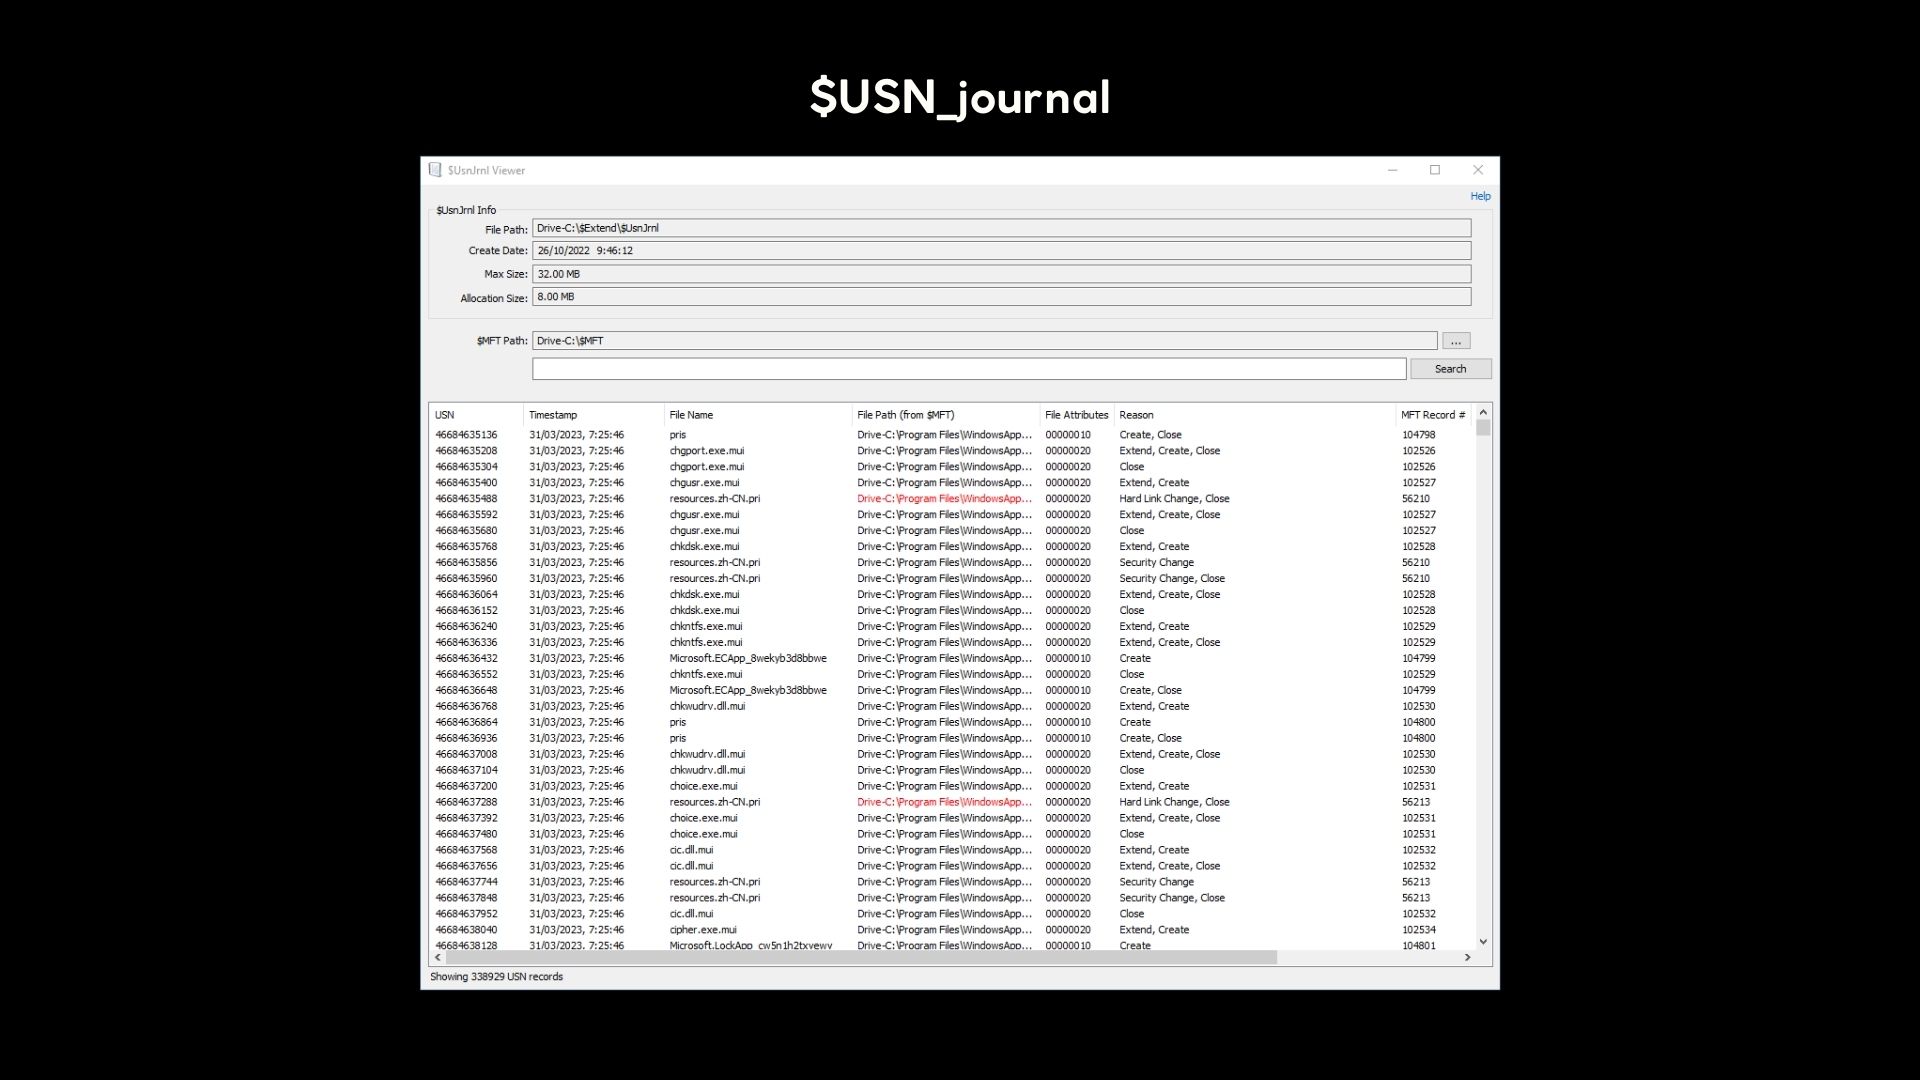 $USN_journal
$UsnJrnl Viewer
Help
$UsnJrnl Info
File Path: Drive-C:\$Extend\$UsnJrnl
Create Date: 26/10/2022 9:46:12
Max Size: 32.00 MB
Allocation Size: 8.00 MB
$MFT Path: Drive-C:\$MFT ...
Search
USN Timestamp File Name File Path (from $MFT) File Attributes Reason MFT Record #
46684635136 31/03/2023, 7:25:46 pris Drive-C:\Program Files\WindowsApp... 00000010 Create, Close 104798
46684635208 31/03/2023, 7:25:46 chgport.exe.mui Drive-C:\Program Files\WindowsApp... 00000020 Extend, Create, Close 102526
46684635304 31/03/2023, 7:25:46 chgport.exe.mui Drive-C:\Program Files\WindowsApp... 00000020 Close 102526
46684635400 31/03/2023, 7:25:46 chgusr.exe.mui Drive-C:\Program Files\WindowsApp... 00000020 Extend, Create 102527
46684635488 31/03/2023, 7:25:46 resources.zh-CN.pri Drive-C:\Program Files\WindowsApp... 00000020 Hard Link Change, Close 56210
46684635592 31/03/2023, 7:25:46 chgusr.exe.mui Drive-C:\Program Files\WindowsApp... 00000020 Extend, Create, Close 102527
46684635680 31/03/2023, 7:25:46 chgusr.exe.mui Drive-C:\Program Files\WindowsApp... 00000020 Close 102527
46684635768 31/03/2023, 7:25:46 chkdsk.exe.mui Drive-C:\Program Files\WindowsApp... 00000020 Extend, Create 102528
46684635856 31/03/2023, 7:25:46 resources.zh-CN.pri Drive-C:\Program Files\WindowsApp... 00000020 Security Change 56210
46684635960 31/03/2023, 7:25:46 resources.zh-CN.pri Drive-C:\Program Files\WindowsApp... 00000020 Security Change, Close 56210
46684636064 31/03/2023, 7:25:46 chkdsk.exe.mui Drive-C:\Program Files\WindowsApp... 00000020 Extend, Create, Close 102528
46684636152 31/03/2023, 7:25:46 chkdsk.exe.mui Drive-C:\Program Files\WindowsApp... 00000020 Close 102528
46684636240 31/03/2023, 7:25:46 chkntfs.exe.mui Drive-C:\Program Files\WindowsApp... 00000020 Extend, Create 102529
46684636336 31/03/2023, 7:25:46 chkntfs.exe.mui Drive-C:\Program Files\WindowsApp... 00000020 Extend, Create, Close 102529
46684636432 31/03/2023, 7:25:46 Microsoft.ECApp_8wekyb3d8bbwe Drive-C:\Program Files\WindowsApp... 00000010 Create 104799
46684636552 31/03/2023, 7:25:46 chkntfs.exe.mui Drive-C:\Program Files\WindowsApp... 00000020 Close 102529
46684636648 31/03/2023, 7:25:46 Microsoft.ECApp_8wekyb3d8bbwe Drive-C:\Program Files\WindowsApp... 00000010 Create, Close 104799
46684636768 31/03/2023, 7:25:46 chkwudrv.dll.mui Drive-C:\Program Files\WindowsApp... 00000020 Extend, Create 102530
46684636864 31/03/2023, 7:25:46 pris Drive-C:\Program Files\WindowsApp... 00000010 Create 104800
46684636936 31/03/2023, 7:25:46 pris Drive-C:\Program Files\WindowsApp... 00000010 Create, Close 104800
46684637008 31/03/2023, 7:25:46 chkwudrv.dll.mui Drive-C:\Program Files\WindowsApp... 00000020 Extend, Create, Close 102530
46684637104 31/03/2023, 7:25:46 chkwudrv.dll.mui Drive-C:\Program Files\WindowsApp... 00000020 Close 102530
46684637200 31/03/2023, 7:25:46 choice.exe.mui Drive-C:\Program Files\WindowsApp... 00000020 Extend, Create 102531
46684637288 31/03/2023, 7:25:46 resources.zh-CN.pri Drive-C:\Program Files\WindowsApp... 00000020 Hard Link Change, Close 56213
46684637392 31/03/2023, 7:25:46 choice.exe.mui Drive-C:\Program Files\WindowsApp... 00000020 Extend, Create, Close 102531
46684637480 31/03/2023, 7:25:46 choice.exe.mui Drive-C:\Program Files\WindowsApp... 00000020 Close 102531
46684637568 31/03/2023, 7:25:46 cic.dll.mui Drive-C:\Program Files\WindowsApp... 00000020 Extend, Create 102532
46684637656 31/03/2023, 7:25:46 cic.dll.mui Drive-C:\Program Files\WindowsApp... 00000020 Extend, Create, Close 102532
46684637744 31/03/2023, 7:25:46 resources.zh-CN.pri Drive-C:\Program Files\WindowsApp... 00000020 Security Change 56213
46684637848 31/03/2023, 7:25:46 resources.zh-CN.pri Drive-C:\Program Files\WindowsApp... 00000020 Security Change, Close 56213
46684637952 31/03/2023, 7:25:46 cic.dll.mui Drive-C:\Program Files\WindowsApp... 00000020 Close 102532
46684638040 31/03/2023, 7:25:46 cipher.exe.mui Drive-C:\Program Files\WindowsApp... 00000020 Extend, Create 102534
46684638128 31/03/2023, 7:25:46 Microsoft.LockApp_cw5n1h2txyewy Drive-C:\Program Files\WindowsApp... 00000010 Create 104801
Showing 338929 USN records